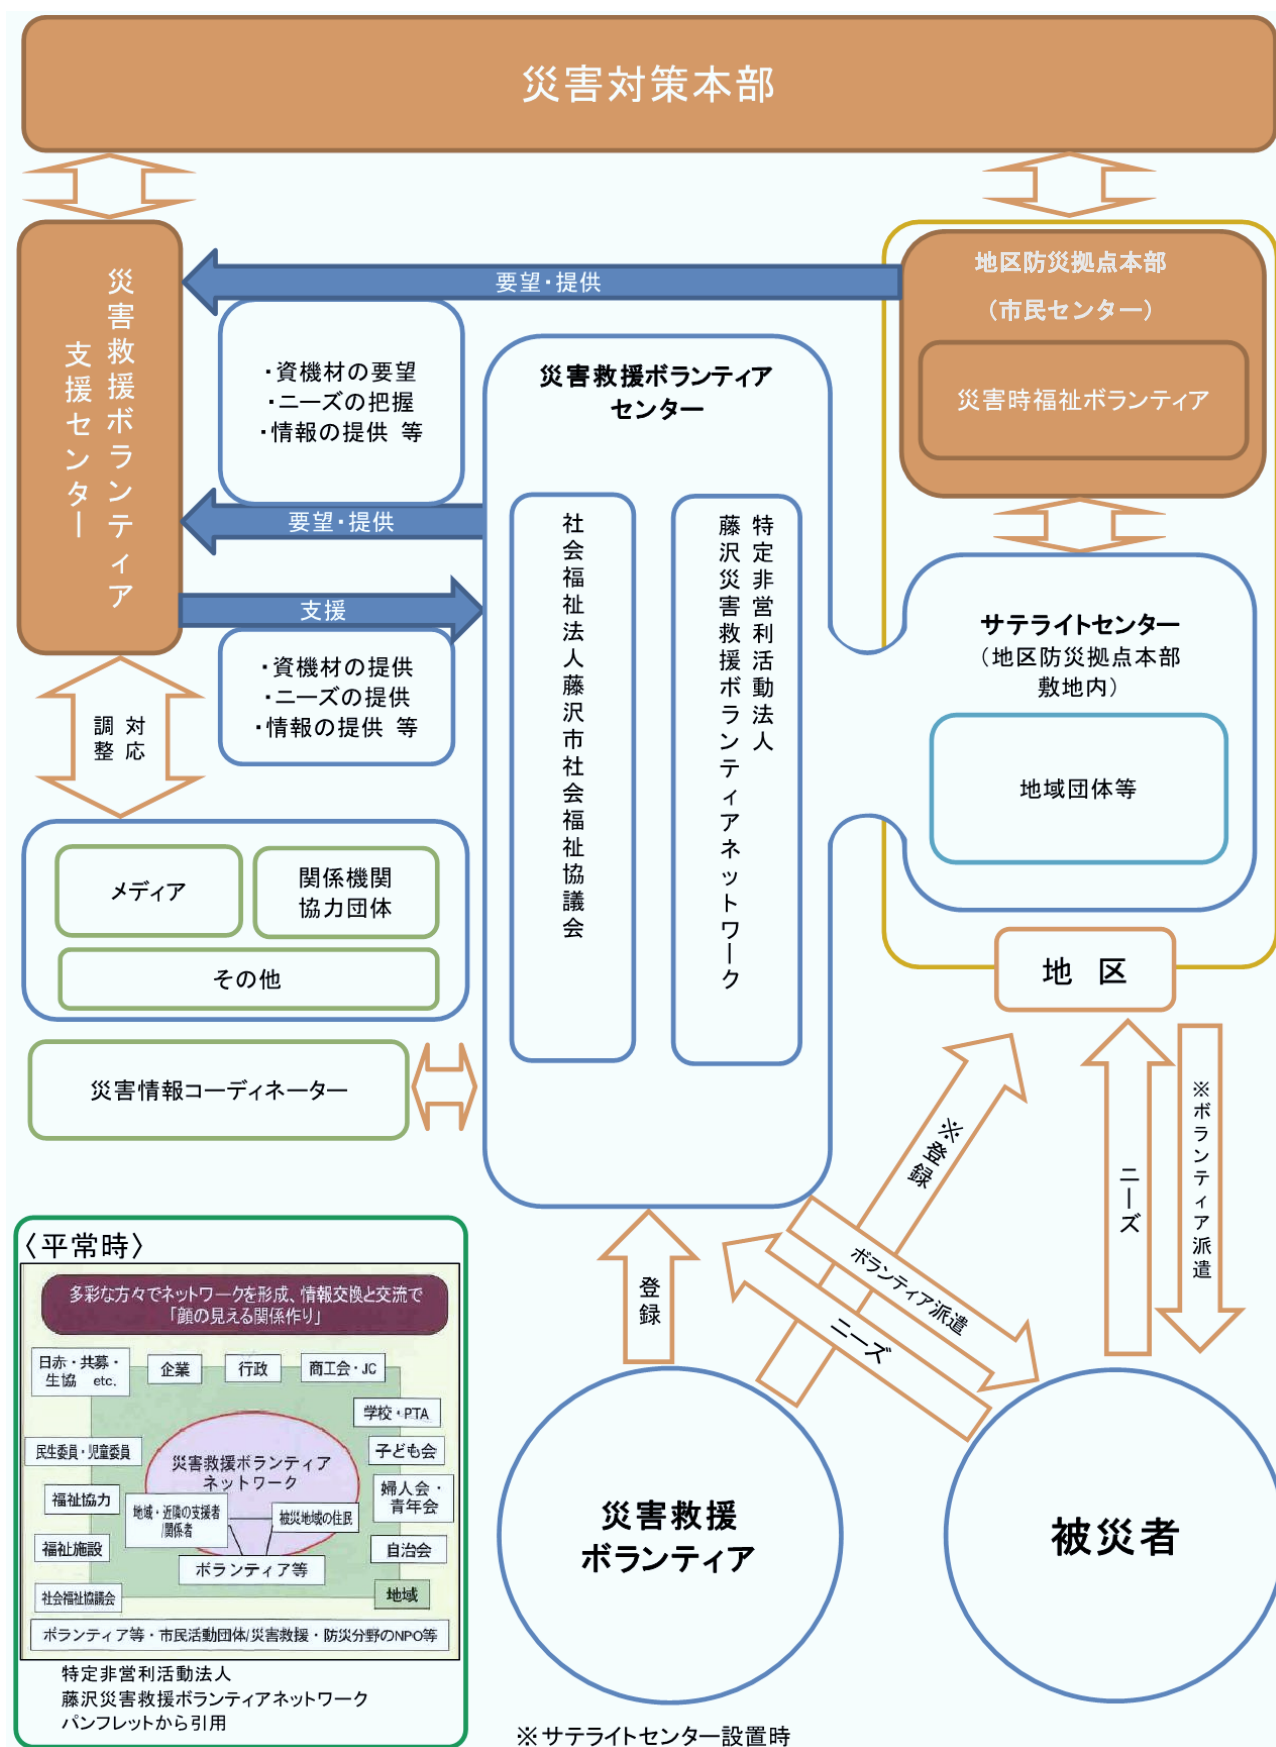 災害対策本部
災害救援ボランティア
支援センター
要望・提供
・資機材の要望
・ニーズの把握
・情報の提供 等
要望・提供
支援
・資機材の提供
・ニーズの提供
・情報の提供 等
対応
調整
メディア
関係機関
協力団体
その他
災害情報コーディネーター
災害救援ボランティア
センター
社会福祉法人藤沢市社会福祉協議会
特定非営利活動法人
藤沢災害救援ボランティアネットワーク
地区防災拠点本部
（市民センター）
災害時福祉ボランティア
サテライトセンター
（地区防災拠点本部
敷地内）
地域団体等
地 区
※登録
ニーズ
※ボランティア派遣
登録
ボランティア派遣
ニーズ
災害救援
ボランティア
被災者
※サテライトセンター設置時
〈平常時〉
多彩な方々でネットワークを形成、情報交換と交流で
「顔の見える関係作り」
日赤・共募・
生協 etc.
企業
行政
商工会・JC
学校・PTA
民生委員・児童委員
子ども会
災害救援ボランティア
ネットワーク
福祉協力
婦人会・
青年会
地域・近隣の支援者
/関係者
被災地域の住民
福祉施設
自治会
ボランティア等
社会福祉協議会
地域
ボランティア等・市民活動団体/災害救援・防災分野のNPO等
特定非営利活動法人
藤沢災害救援ボランティアネットワーク
パンフレットから引用